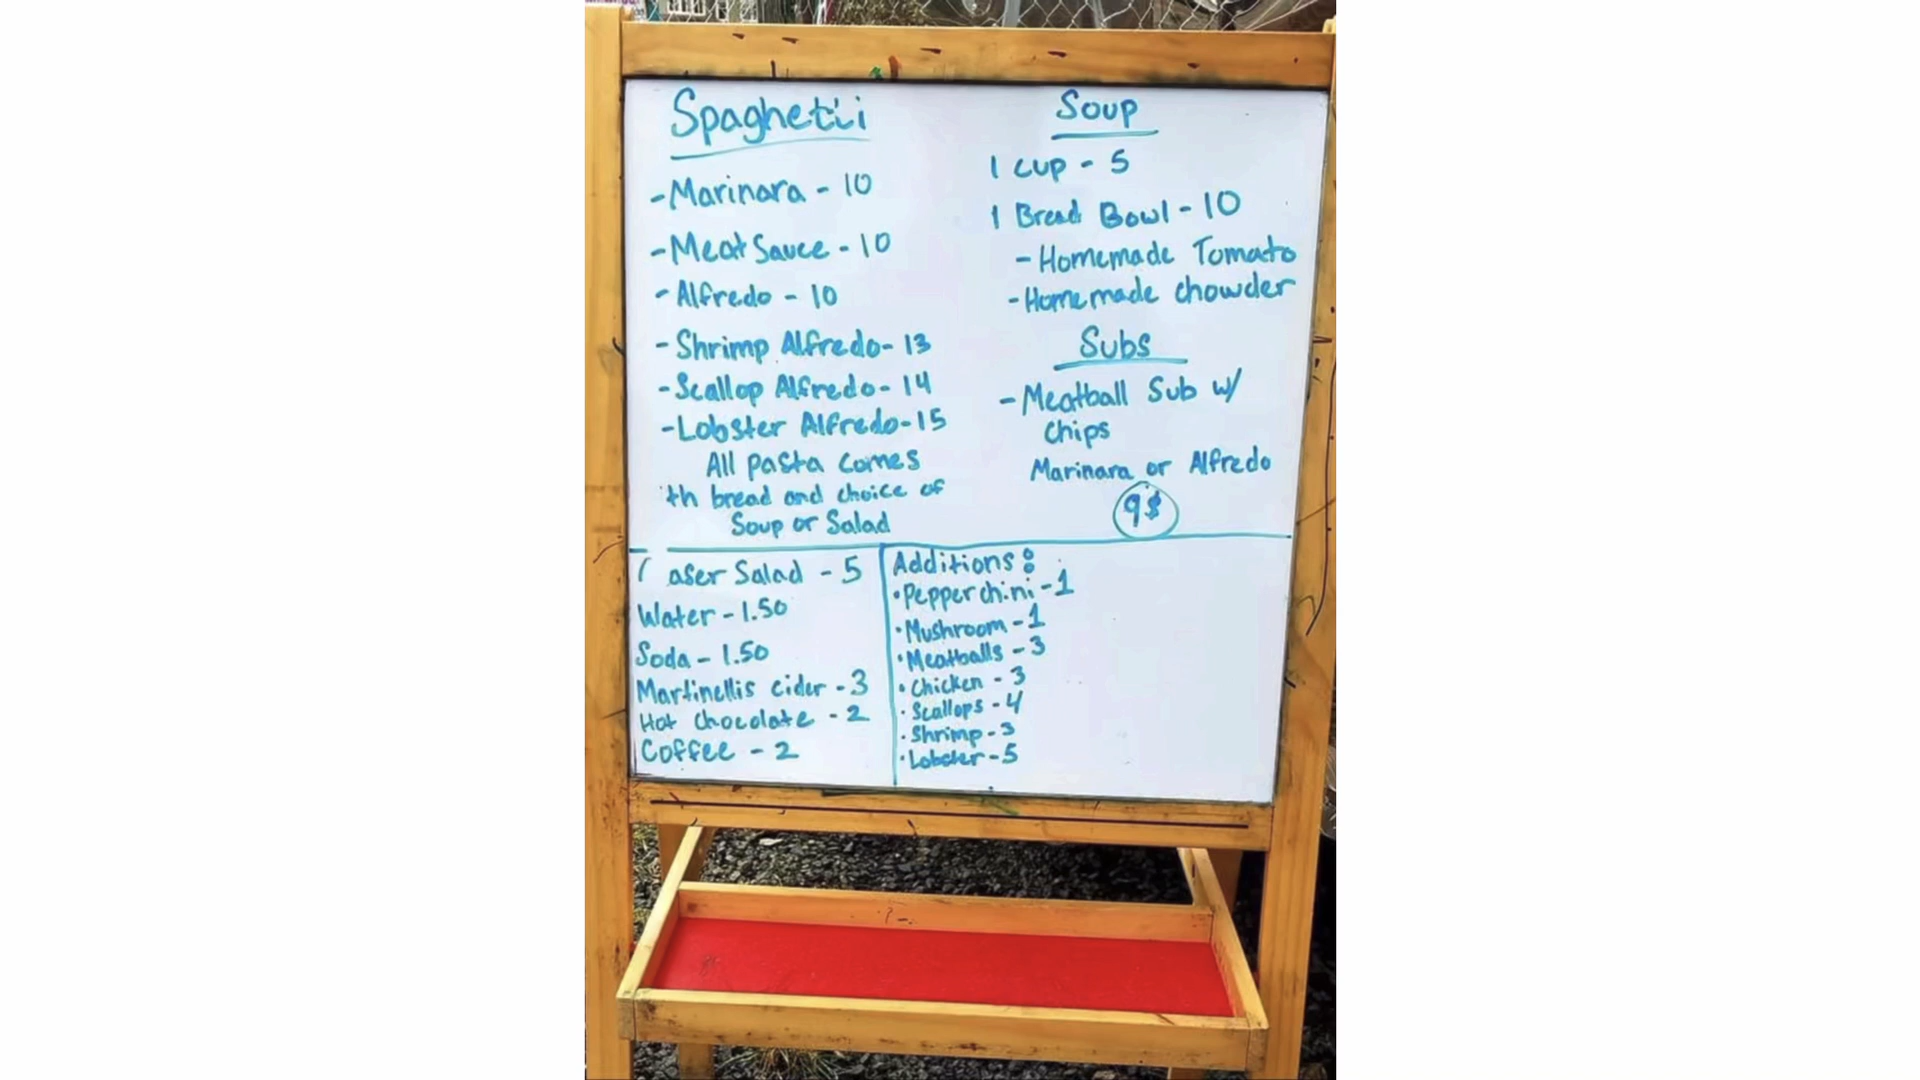 Spaghetti
-Marinara - 10
-Meat Sauce - 10
-Alfredo - 10
-Shrimp Alfredo - 13
-Scallop Alfredo - 14
-Lobster Alfredo - 15
All Pasta comes
th bread and choice of
Soup or Salad
Soup
1 cup - 5
1 Bread Bowl - 10
-Homemade Tomato
-Homemade chowder
Subs
-Meatball Sub w/
chips
Marinara or Alfredo
9$
aser Salad - 5
Water - 1.50
Soda - 1.50
Martinellis cider - 3
Hot chocolate - 2
Coffee - 2
Additions:
•Pepperchini - 1
•Mushroom - 1
•Meatballs - 3
•Chicken - 3
•Scallops - 4
•Shrimp - 3
•Lobster - 5